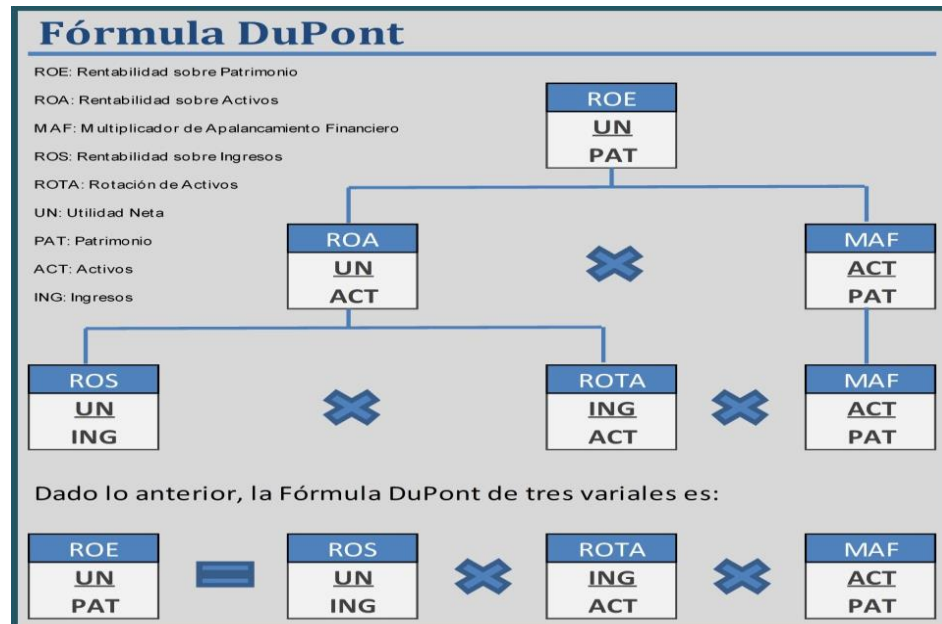 Fórmula DuPont
ROE: Rentabilidad sobre Patrimonio
ROA: Rentabilidad sobre Activos
MAF: Multiplicador de Apalancamiento Financiero
ROS: Rentabilidad sobre Ingresos
ROTA: Rotación de Activos
UN: Utilidad Neta
PAT: Patrimonio
ACT: Activos
ING: Ingresos
ROE
UN
PAT
ROA
UN
ACT
MAF
ACT
PAT
ROS
UN
ING
ROTA
ING
ACT
MAF
ACT
PAT
Dado lo anterior, la Fórmula DuPont de tres variales es:
ROE
UN
PAT
ROS
UN
ING
ROTA
ING
ACT
MAF
ACT
PAT